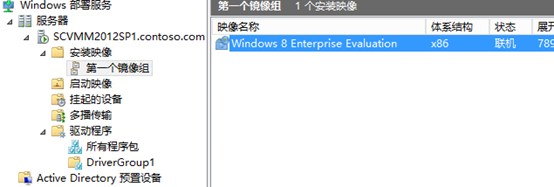 Windows 部署服务
服务器
SCVMM2012SP1.contoso.com
安装映像
第一个镜像组
启动映像
挂起的设备
多播传输
驱动程序
所有程序包
DriverGroup1
Active Directory 预置设备
第一个镜像组 1 个安装映像
映像名称 体系结构 状态 展开
Windows 8 Enterprise Evaluation x86 联机 789